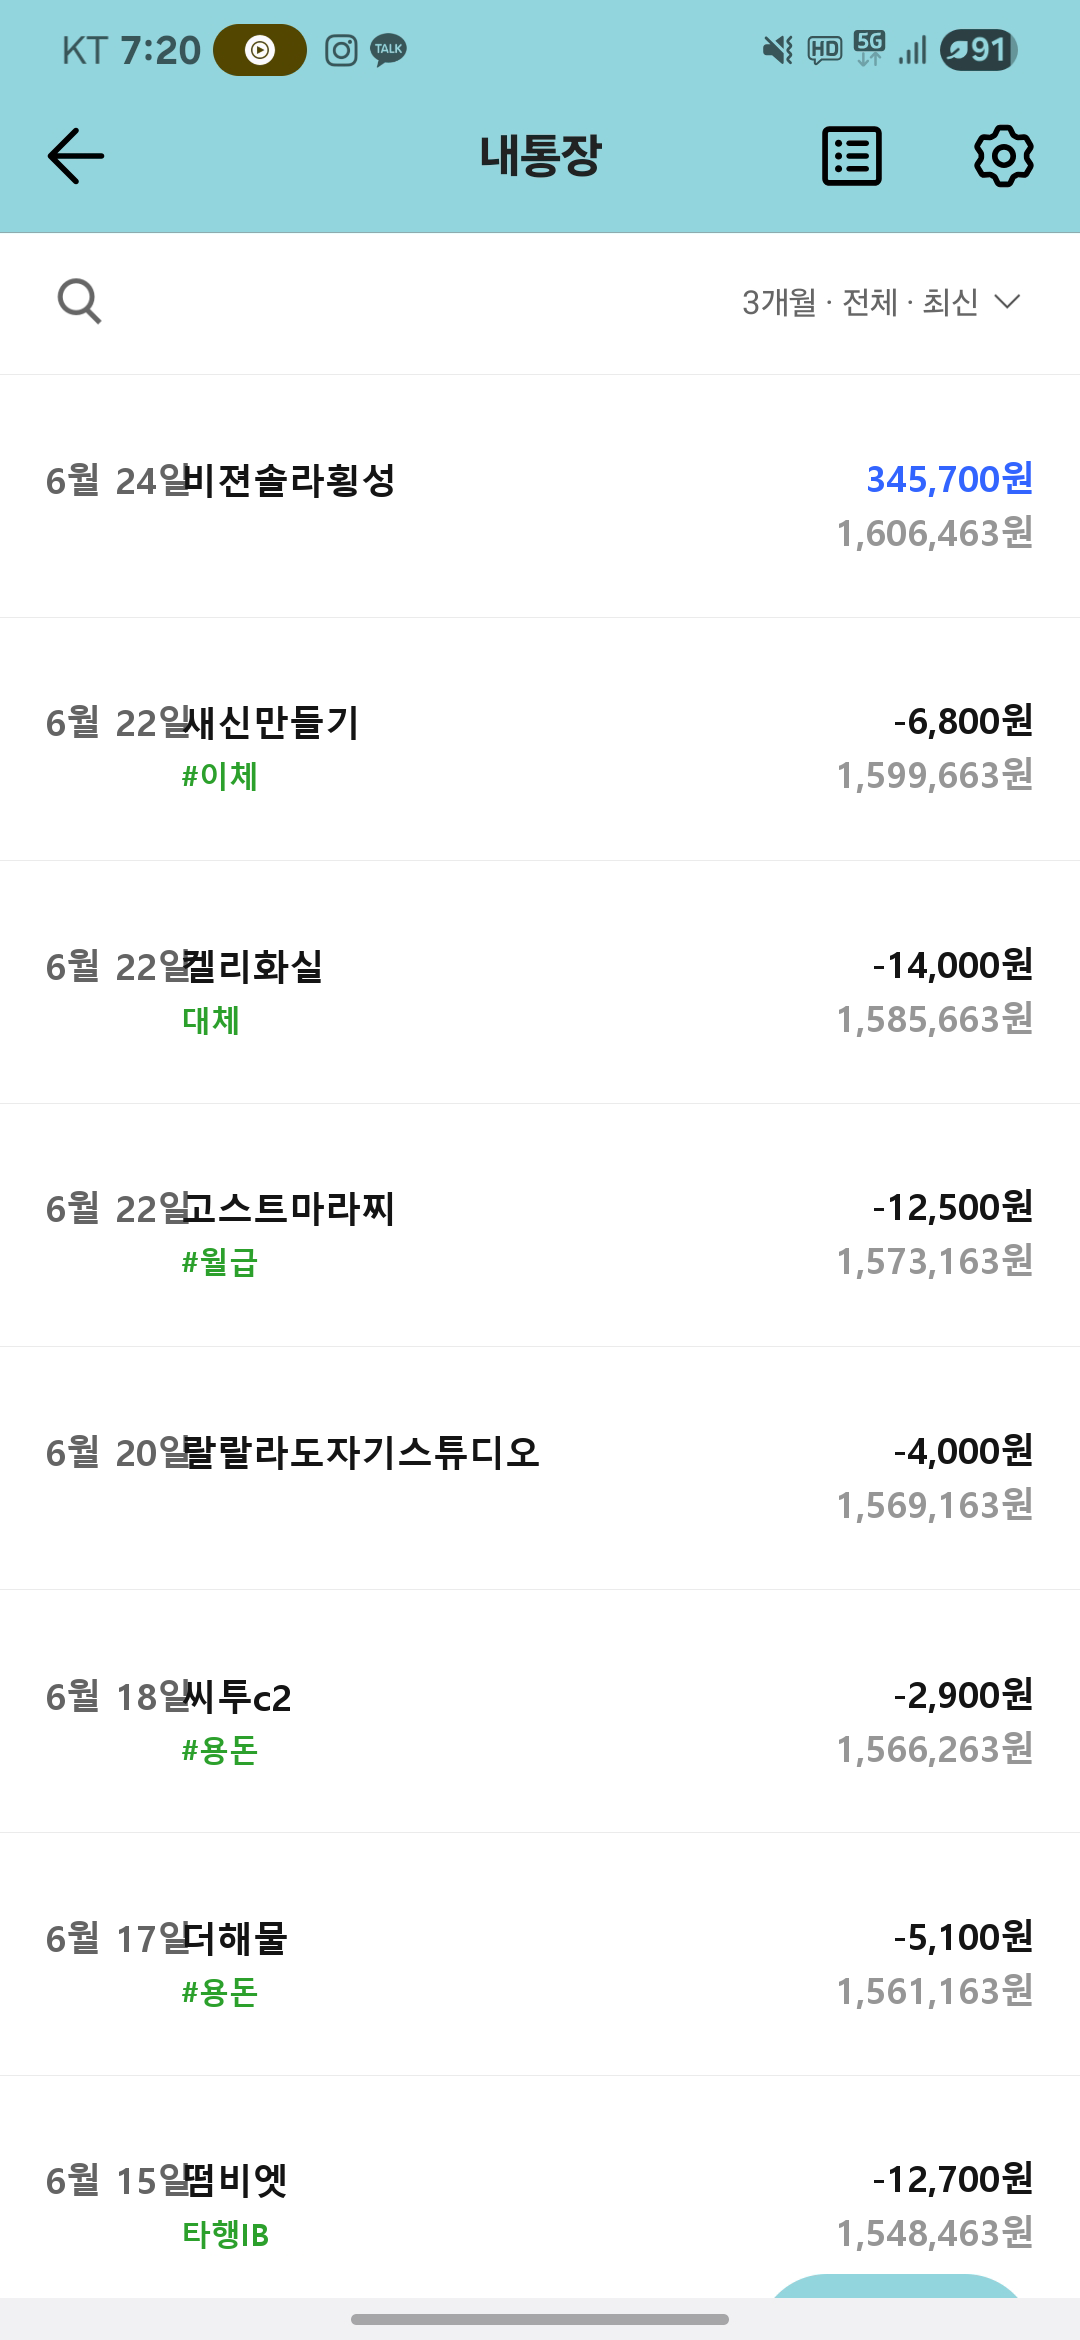 KT 7:20 TALK HD 5G 91
내통장
3개월 · 전체 · 최신
6월 24일 비젼솔라횡성 345,700원
1,606,463원
6월 22일 새신만들기 -6,800원
#이체 1,599,663원
6월 22일 켈리화실 -14,000원
대체 1,585,663원
6월 22일 고스트마라찌 -12,500원
#월급 1,573,163원
6월 20일 랄랄라도자기스튜디오 -4,000원
1,569,163원
6월 18일 씨투c2 -2,900원
#용돈 1,566,263원
6월 17일 더해물 -5,100원
#용돈 1,561,163원
6월 15일 떰비엣 -12,700원
타행IB 1,548,463원